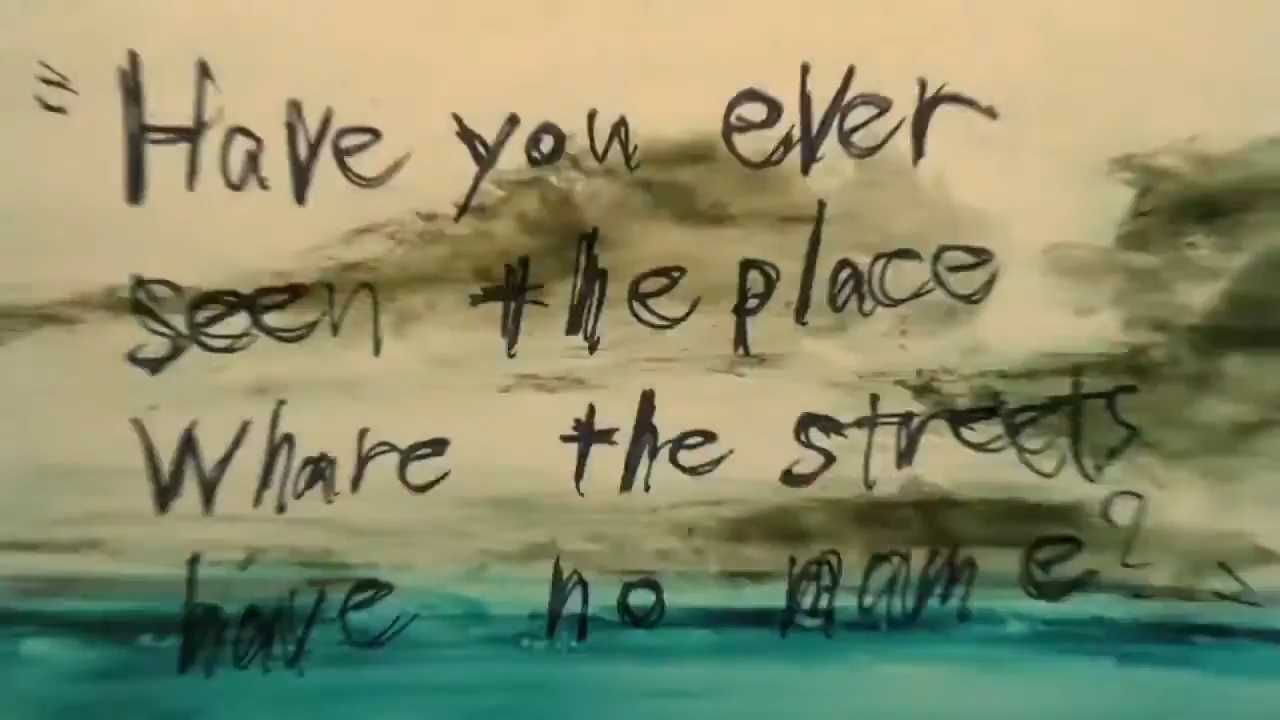 "Have you ever
seen the place
Whare the streets
have no name?"